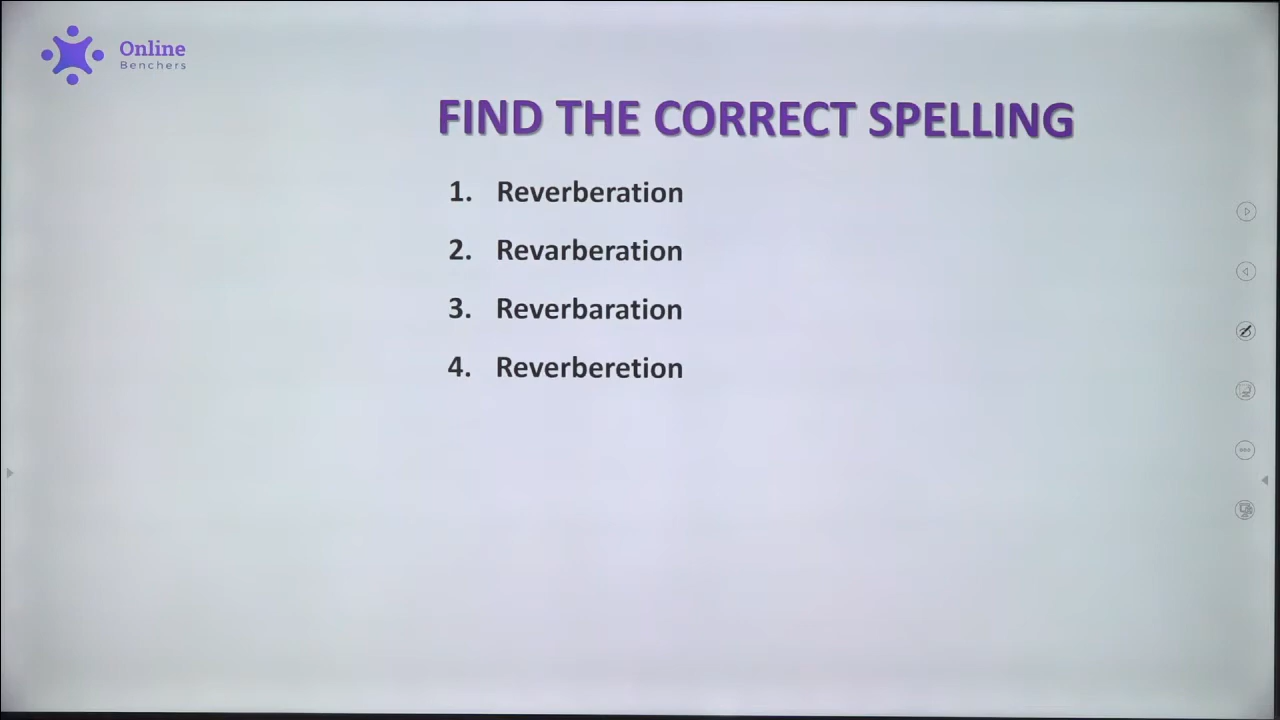 Online
Benchers
FIND THE CORRECT SPELLING
1. Reverberation
2. Revarberation
3. Reverbaration
4. Reverberetion